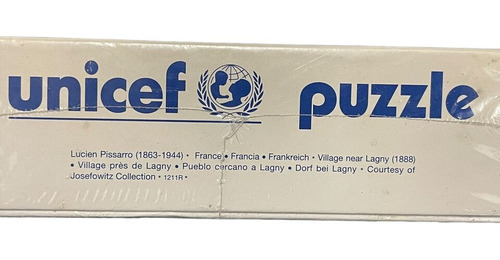 unicef puzzle
Lucien Pissarro (1863-1944) • France • Francia • Frankreich • Village near Lagny (1888)
• Village près de Lagny • Pueblo cercano a Lagny • Dorf bei Lagny • Courtesy of
Josefowitz Collection • 1211R •